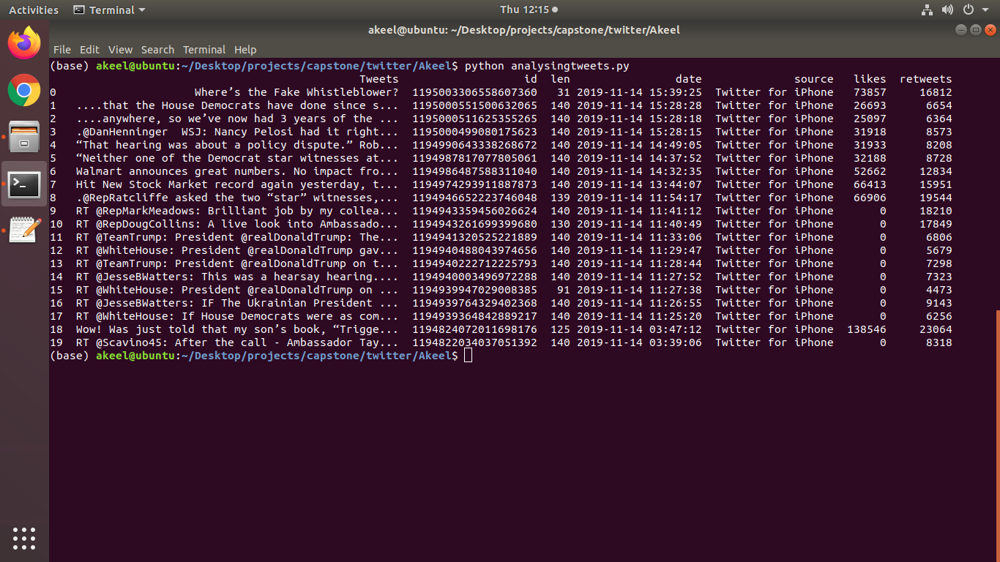 Activities Terminal Thu 12:15
akeel@ubuntu: ~/Desktop/projects/capstone/twitter/Akeel
File Edit View Search Terminal Help
(base) akeel@ubuntu:~/Desktop/projects/capstone/twitter/Akeel$ python analysingtweets.py
Tweets id len date source likes retweets
0 Where’s the Fake Whistleblower? 1195003306558607360 31 2019-11-14 15:39:25 Twitter for iPhone 73857 16812
1 ....that the House Democrats have done since s... 1195000551500632065 140 2019-11-14 15:28:28 Twitter for iPhone 26693 6654
2 ....anywhere, so we’ve now had 3 years of the ... 1195000511625355265 140 2019-11-14 15:28:18 Twitter for iPhone 25097 6364
3 .@DanHenninger  WSJ: Nancy Pelosi had it right... 1195000499080175623 140 2019-11-14 15:28:15 Twitter for iPhone 31918 8573
4 “That hearing was about a policy dispute.” Rob... 1194990643338268672 140 2019-11-14 14:49:05 Twitter for iPhone 31933 8208
5 “Neither one of the Democrat star witnesses at... 1194987817077805061 140 2019-11-14 14:37:52 Twitter for iPhone 32188 8728
6 Walmart announces great numbers. No impact fro... 1194986487588311040 140 2019-11-14 14:32:35 Twitter for iPhone 52662 12834
7 Hit New Stock Market record again yesterday, t... 1194974293911887873 140 2019-11-14 13:44:07 Twitter for iPhone 66413 15951
8 .@RepRatcliffe asked the two “star” witnesses,... 1194946652223746048 139 2019-11-14 11:54:17 Twitter for iPhone 66906 19544
9 RT @RepMarkMeadows: Brilliant job by my collea... 1194943359456026624 140 2019-11-14 11:41:12 Twitter for iPhone 0 18210
10 RT @RepDougCollins: A live look into Ambassado... 1194943261699399680 130 2019-11-14 11:40:49 Twitter for iPhone 0 17849
11 RT @TeamTrump: President @realDonaldTrump: The... 1194941320525221889 140 2019-11-14 11:33:06 Twitter for iPhone 0 6806
12 RT @WhiteHouse: President @realDonaldTrump gav... 1194940488043974656 140 2019-11-14 11:29:47 Twitter for iPhone 0 5679
13 RT @TeamTrump: President @realDonaldTrump on t... 1194940222712225793 140 2019-11-14 11:28:44 Twitter for iPhone 0 7298
14 RT @JesseBWatters: This was a hearsay hearing.... 1194940003496972288 140 2019-11-14 11:27:52 Twitter for iPhone 0 7323
15 RT @WhiteHouse: President @realDonaldTrump on ... 1194939947029008385 91 2019-11-14 11:27:38 Twitter for iPhone 0 4473
16 RT @JesseBWatters: IF The Ukrainian President ... 1194939764329402368 140 2019-11-14 11:26:55 Twitter for iPhone 0 9143
17 RT @WhiteHouse: If House Democrats were as com... 1194939364842889217 140 2019-11-14 11:25:20 Twitter for iPhone 0 6256
18 Wow! Was just told that my son’s book, “Trigge... 1194824072011698176 125 2019-11-14 03:47:12 Twitter for iPhone 138546 23064
19 RT @Scavino45: After the call - Ambassador Tay... 1194822034037051392 140 2019-11-14 03:39:06 Twitter for iPhone 0 8318
(base) akeel@ubuntu:~/Desktop/projects/capstone/twitter/Akeel$